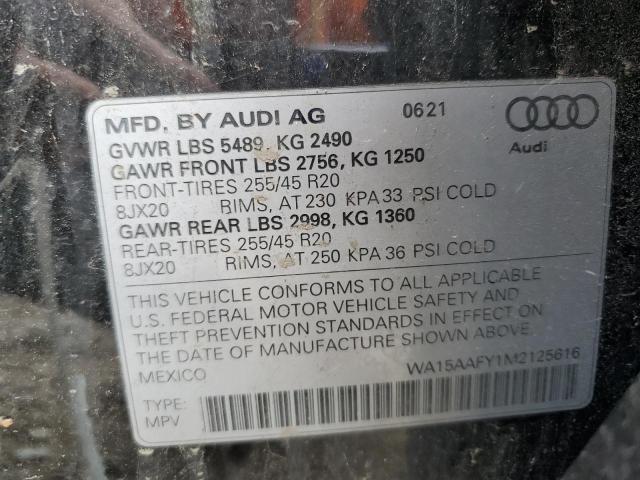 MFD. BY AUDI AG 0621
GVWR LBS 5489, KG 2490
Audi
GAWR FRONT LBS 2756, KG 1250
FRONT-TIRES 255/45 R20
8JX20 RIMS, AT 230 KPA 33 PSI COLD
GAWR REAR LBS 2998, KG 1360
REAR-TIRES 255/45 R20
8JX20 RIMS, AT 250 KPA 36 PSI COLD
THIS VEHICLE CONFORMS TO ALL APPLICABLE
U.S. FEDERAL MOTOR VEHICLE SAFETY AND
THEFT PREVENTION STANDARDS IN EFFECT ON
THE DATE OF MANUFACTURE SHOWN ABOVE.
MEXICO
WA15AAFY1M2125616
TYPE:
MPV